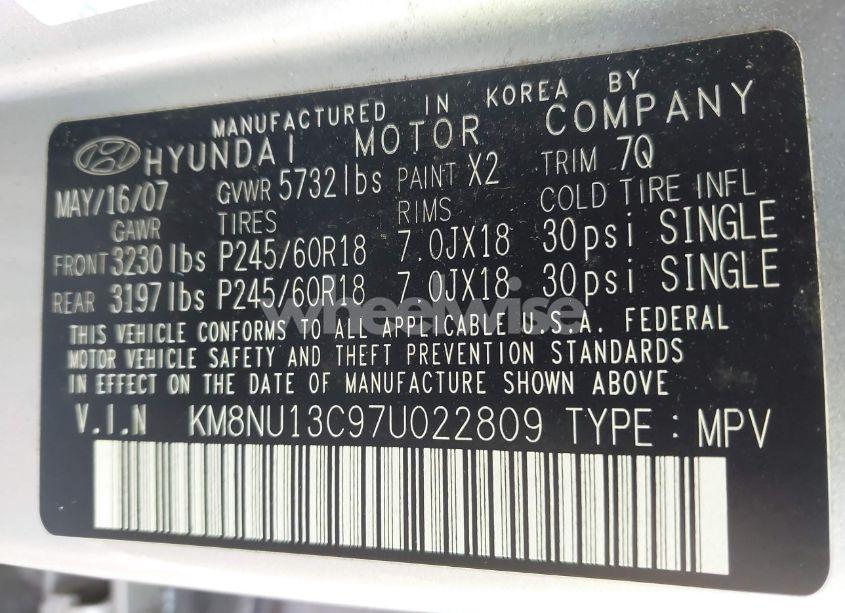 MANUFACTURED IN KOREA BY
HYUNDAI MOTOR COMPANY
MAY/16/07 GVWR 5732lbs PAINT X2 TRIM 7Q
GAWR TIRES RIMS COLD TIRE INFL
FRONT 3230 lbs P245/60R18 7.0JX18 30psi SINGLE
REAR 3197lbs P245/60R18 7.0JX18 30psi SINGLE
wheelwise
THIS VEHICLE CONFORMS TO ALL APPLICABLE U.S.A. FEDERAL
MOTOR VEHICLE SAFETY AND THEFT PREVENTION STANDARDS
IN EFFECT ON THE DATE OF MANUFACTURE SHOWN ABOVE
V.I.N KM8NU13C97U022809 TYPE : MPV